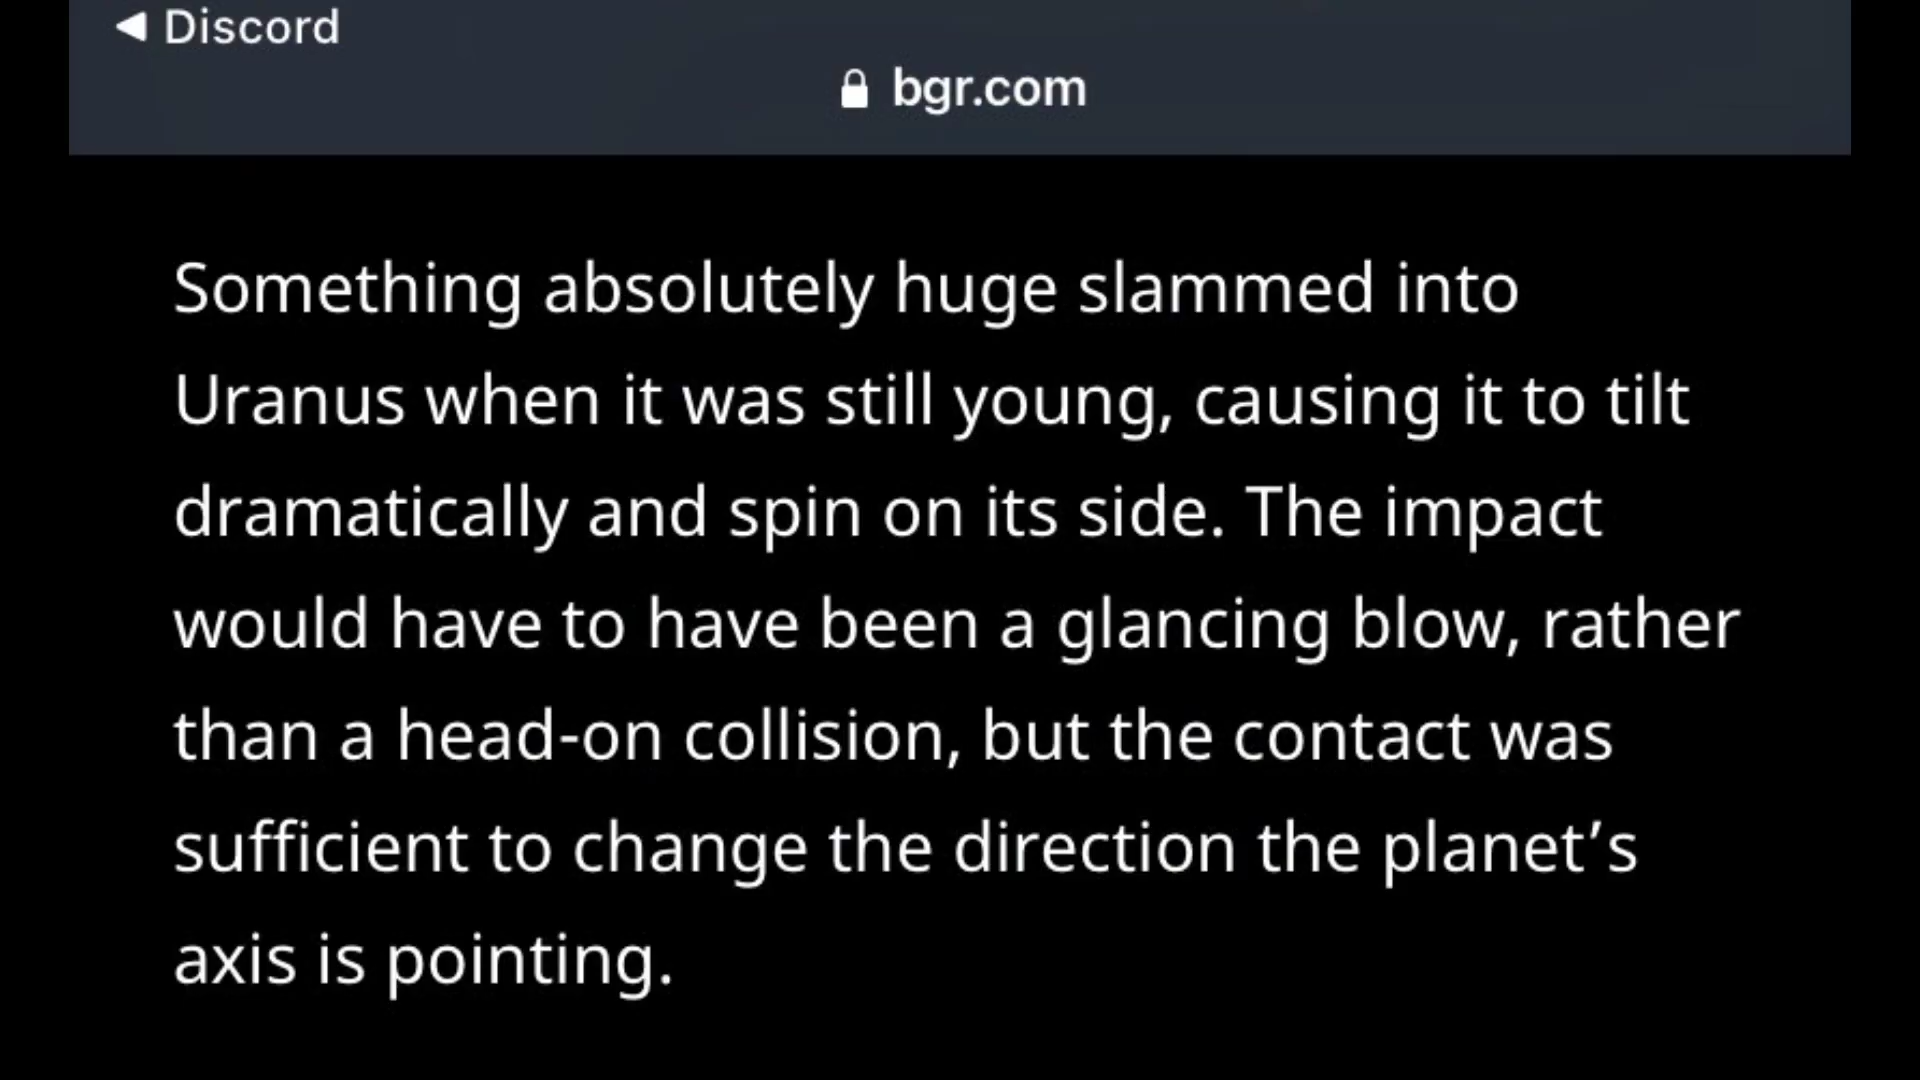 ◀ Discord
bgr.com
Something absolutely huge slammed into
Uranus when it was still young, causing it to tilt
dramatically and spin on its side. The impact
would have to have been a glancing blow, rather
than a head-on collision, but the contact was
sufficient to change the direction the planet’s
axis is pointing.